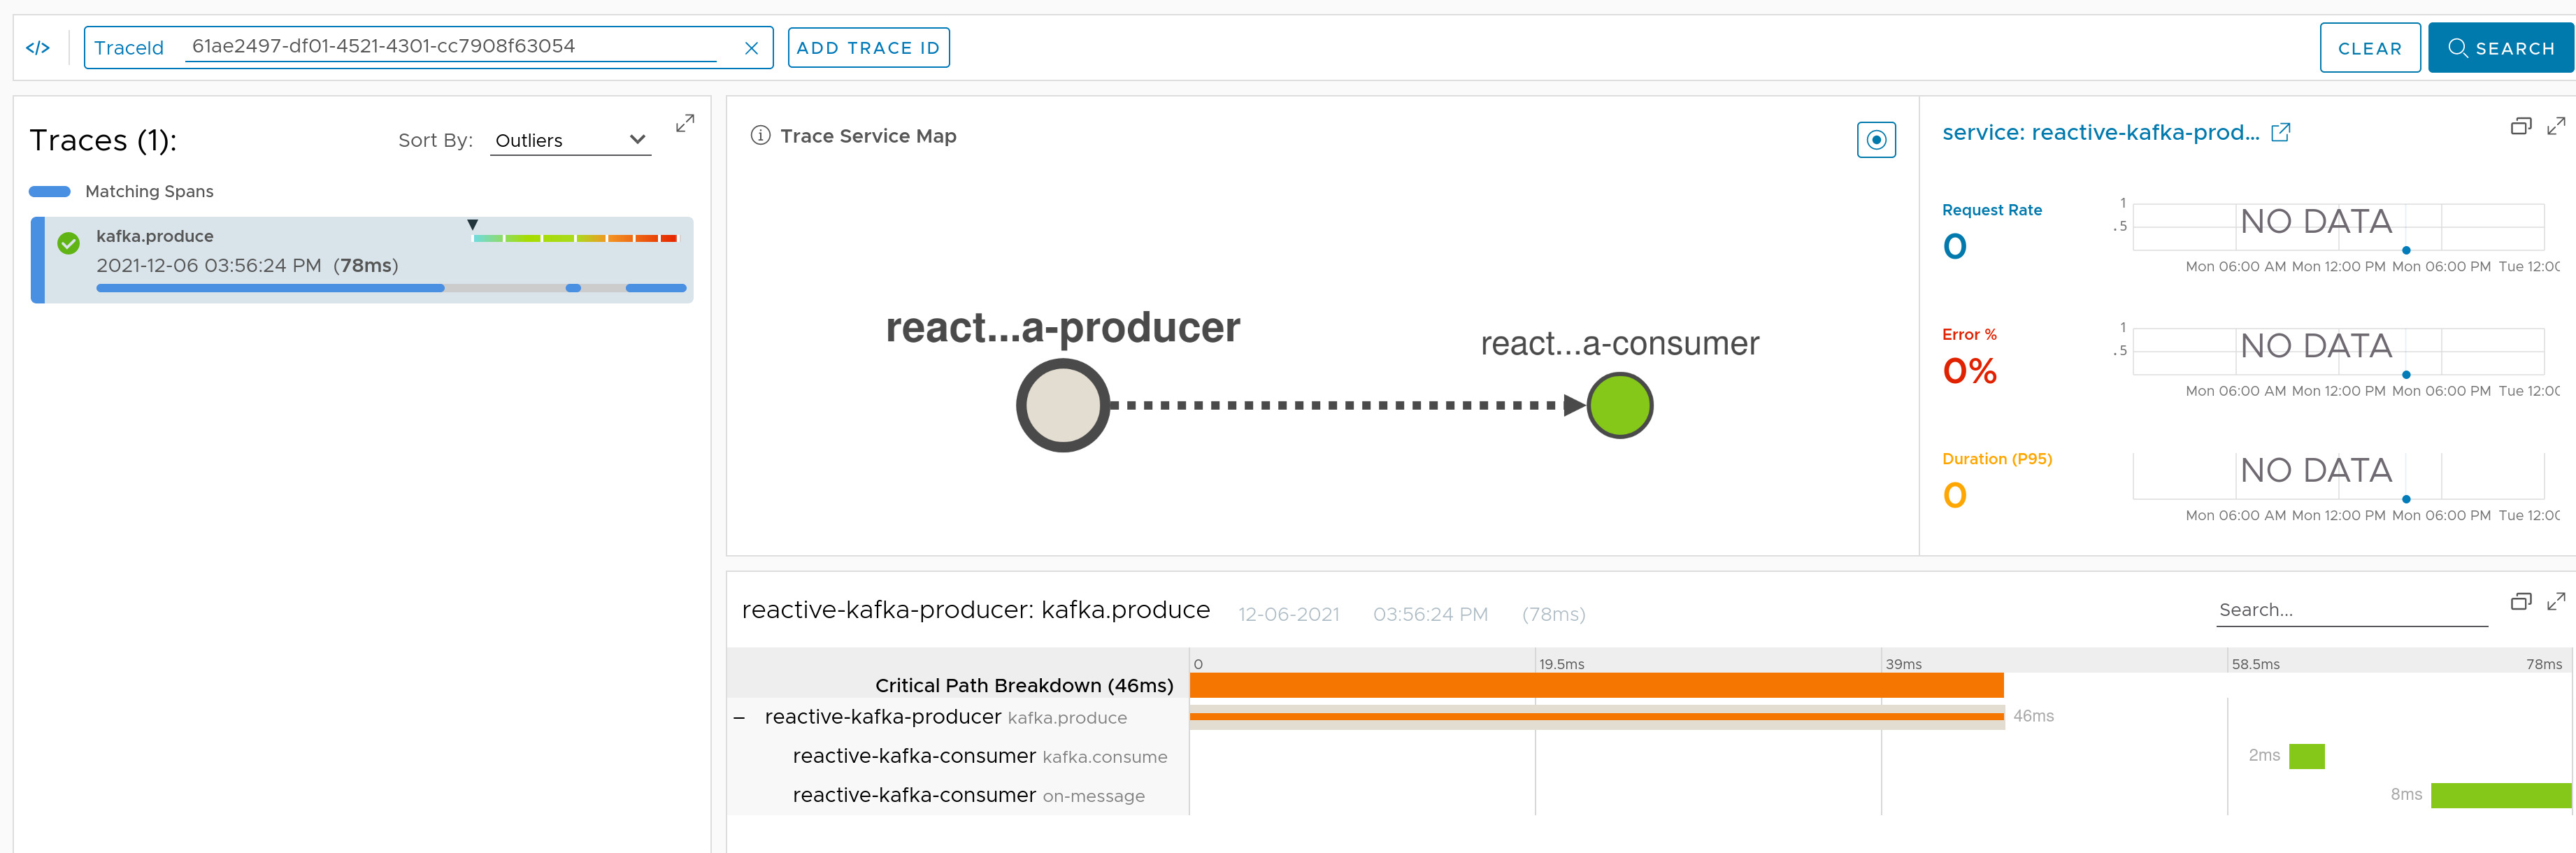 </> TraceId 61ae2497-df01-4521-4301-cc7908f63054 ADD TRACE ID CLEAR SEARCH
Traces (1):
Sort By: Outliers
Matching Spans
kafka.produce
2021-12-06 03:56:24 PM (78ms)
Trace Service Map
react...a-producer
react...a-consumer
service: reactive-kafka-prod...
Request Rate
0
1
.5
NO DATA
Mon 06:00 AM Mon 12:00 PM Mon 06:00 PM Tue 12:00
Error %
0%
1
.5
NO DATA
Mon 06:00 AM Mon 12:00 PM Mon 06:00 PM Tue 12:00
Duration (P95)
0
NO DATA
Mon 06:00 AM Mon 12:00 PM Mon 06:00 PM Tue 12:00
reactive-kafka-producer: kafka.produce 12-06-2021 03:56:24 PM (78ms)
Search...
0 19.5ms 39ms 58.5ms 78ms
Critical Path Breakdown (46ms)
– reactive-kafka-producer kafka.produce 46ms
reactive-kafka-consumer kafka.consume 2ms
reactive-kafka-consumer on-message 8ms